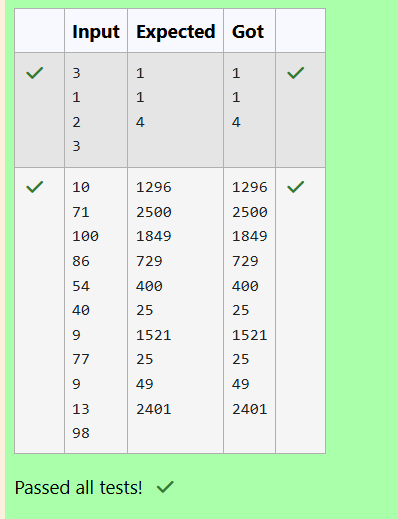 Input Expected Got
3 1 1
1 1 1
2 4 4
3
10 1296 1296
71 2500 2500
100 1849 1849
86 729 729
54 400 400
40 25 25
9 1521 1521
77 25 25
9 49 49
13 2401 2401
98
Passed all tests!